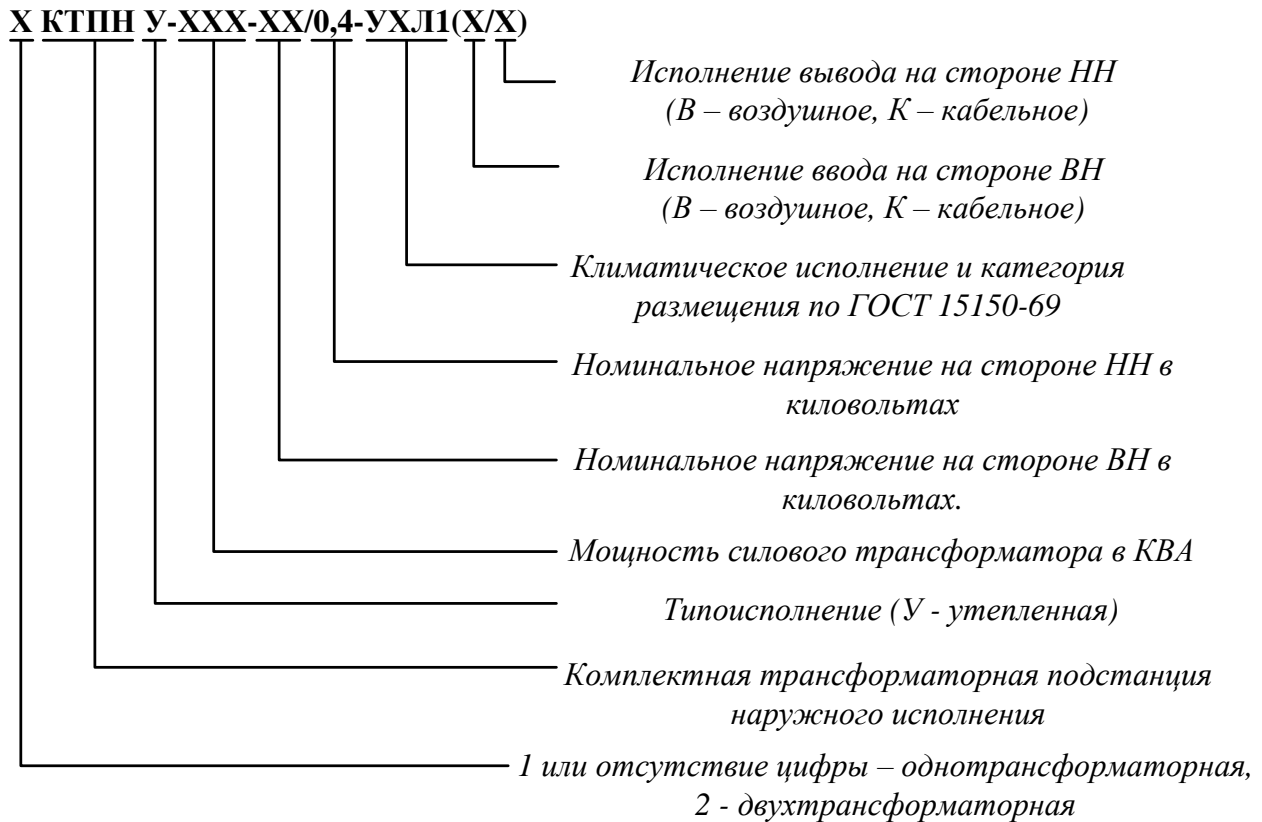 Х КТПН У-ХХХ-ХХ/0,4-УХЛ1(Х/Х)
Исполнение вывода на стороне НН
(В – воздушное, К – кабельное)
Исполнение ввода на стороне ВН
(В – воздушное, К – кабельное)
Климатическое исполнение и категория
размещения по ГОСТ 15150-69
Номинальное напряжение на стороне НН в
киловольтах
Номинальное напряжение на стороне ВН в
киловольтах.
Мощность силового трансформатора в КВА
Типоисполнение (У - утепленная)
Комплектная трансформаторная подстанция
наружного исполнения
1 или отсутствие цифры – однотрансформаторная,
2 - двухтрансформаторная